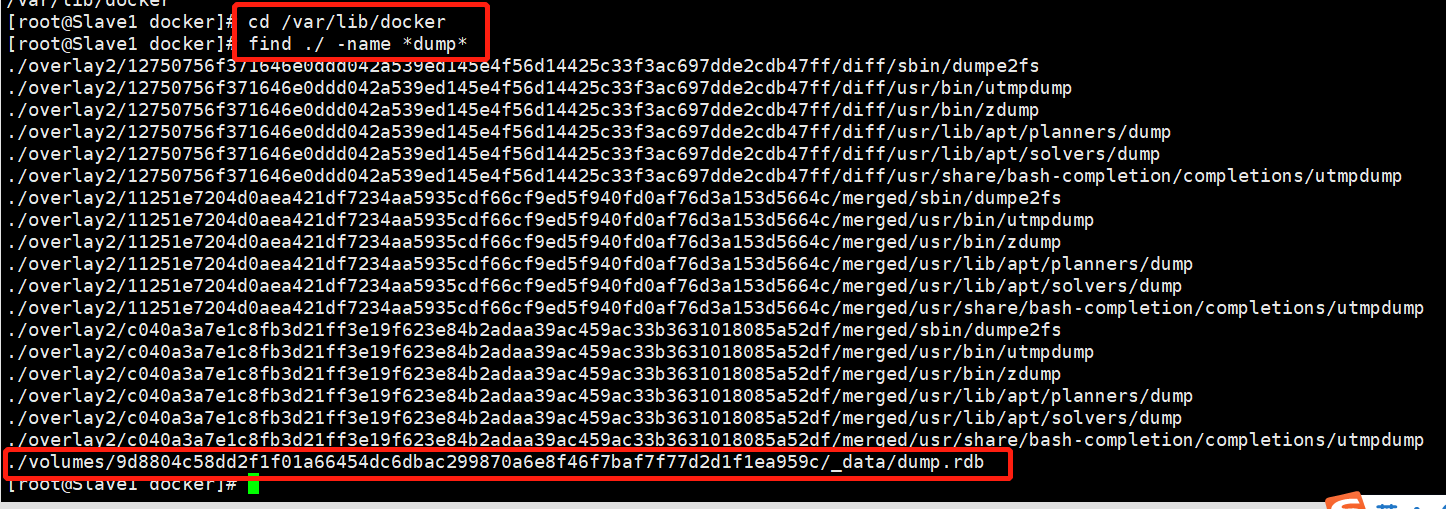 /var/lib/docker
[root@Slave1 docker]# cd /var/lib/docker
[root@Slave1 docker]# find ./ -name *dump*
./overlay2/12750756f371646e0ddd042a539ed145e4f56d14425c33f3ac697dde2cdb47ff/diff/sbin/dumpe2fs
./overlay2/12750756f371646e0ddd042a539ed145e4f56d14425c33f3ac697dde2cdb47ff/diff/usr/bin/utmpdump
./overlay2/12750756f371646e0ddd042a539ed145e4f56d14425c33f3ac697dde2cdb47ff/diff/usr/bin/zdump
./overlay2/12750756f371646e0ddd042a539ed145e4f56d14425c33f3ac697dde2cdb47ff/diff/usr/lib/apt/planners/dump
./overlay2/12750756f371646e0ddd042a539ed145e4f56d14425c33f3ac697dde2cdb47ff/diff/usr/lib/apt/solvers/dump
./overlay2/12750756f371646e0ddd042a539ed145e4f56d14425c33f3ac697dde2cdb47ff/diff/usr/share/bash-completion/completions/utmpdump
./overlay2/11251e7204d0aea421df7234aa5935cdf66cf9ed5f940fd0af76d3a153d5664c/merged/sbin/dumpe2fs
./overlay2/11251e7204d0aea421df7234aa5935cdf66cf9ed5f940fd0af76d3a153d5664c/merged/usr/bin/utmpdump
./overlay2/11251e7204d0aea421df7234aa5935cdf66cf9ed5f940fd0af76d3a153d5664c/merged/usr/bin/zdump
./overlay2/11251e7204d0aea421df7234aa5935cdf66cf9ed5f940fd0af76d3a153d5664c/merged/usr/lib/apt/planners/dump
./overlay2/11251e7204d0aea421df7234aa5935cdf66cf9ed5f940fd0af76d3a153d5664c/merged/usr/lib/apt/solvers/dump
./overlay2/11251e7204d0aea421df7234aa5935cdf66cf9ed5f940fd0af76d3a153d5664c/merged/usr/share/bash-completion/completions/utmpdump
./overlay2/c040a3a7e1c8fb3d21ff3e19f623e84b2adaa39ac459ac33b3631018085a52df/merged/sbin/dumpe2fs
./overlay2/c040a3a7e1c8fb3d21ff3e19f623e84b2adaa39ac459ac33b3631018085a52df/merged/usr/bin/utmpdump
./overlay2/c040a3a7e1c8fb3d21ff3e19f623e84b2adaa39ac459ac33b3631018085a52df/merged/usr/bin/zdump
./overlay2/c040a3a7e1c8fb3d21ff3e19f623e84b2adaa39ac459ac33b3631018085a52df/merged/usr/lib/apt/planners/dump
./overlay2/c040a3a7e1c8fb3d21ff3e19f623e84b2adaa39ac459ac33b3631018085a52df/merged/usr/lib/apt/solvers/dump
./overlay2/c040a3a7e1c8fb3d21ff3e19f623e84b2adaa39ac459ac33b3631018085a52df/merged/usr/share/bash-completion/completions/utmpdump
./volumes/9d8804c58dd2f1f01a66454dc6dbac299870a6e8f46f7baf7f77d2d1f1ea959c/_data/dump.rdb
[root@Slave1 docker]#